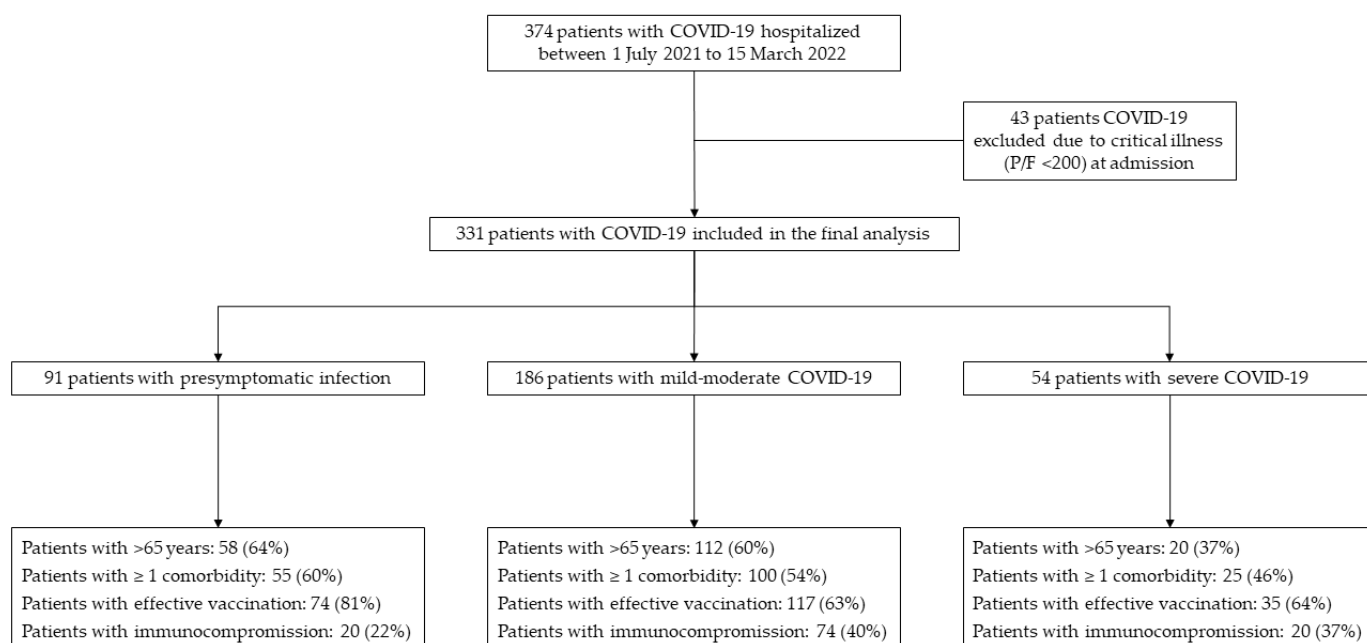 374 patients with COVID-19 hospitalized
between 1 July 2021 to 15 March 2022
43 patients COVID-19
excluded due to critical illness
(P/F <200) at admission
331 patients with COVID-19 included in the final analysis
91 patients with presymptomatic infection
186 patients with mild-moderate COVID-19
54 patients with severe COVID-19
Patients with >65 years: 58 (64%)
Patients with ≥ 1 comorbidity: 55 (60%)
Patients with effective vaccination: 74 (81%)
Patients with immunocompromission: 20 (22%)
Patients with >65 years: 112 (60%)
Patients with ≥ 1 comorbidity: 100 (54%)
Patients with effective vaccination: 117 (63%)
Patients with immunocompromission: 74 (40%)
Patients with >65 years: 20 (37%)
Patients with ≥ 1 comorbidity: 25 (46%)
Patients with effective vaccination: 35 (64%)
Patients with immunocompromission: 20 (37%)